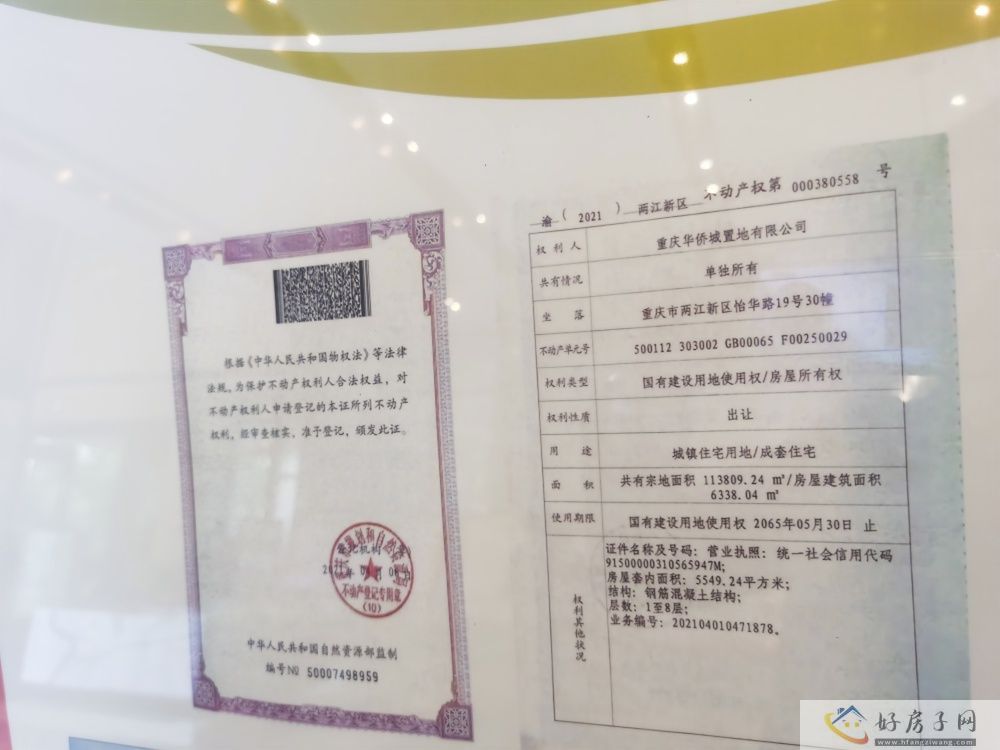 根据《中华人民共和国物权法》等法律
法规,为保护不动产权利人合法权益,对
不动产权利人申请登记的本证所列不动产
权利,经审查核实,准予登记,颁发此证。
登记机构
不动产登记专用章
(10)
中华人民共和国自然资源部监制
编号№ 50007498959
渝( 2021 )两江新区 不动产权第 000380558 号
权利人 重庆华侨城置地有限公司
共有情况 单独所有
坐落 重庆市两江新区怡华路19号30幢
不动产单元号 500112 303002 GB00065 F00250029
权利类型 国有建设用地使用权/房屋所有权
权利性质 出让
用途 城镇住宅用地/成套住宅
面积 共有宗地面积 113809.24 ㎡/房屋建筑面积
6338.04 ㎡
使用期限 国有建设用地使用权 2065年05月30日 止
权利其他状况
证件名称及号码: 营业执照: 统一社会信用代码
91500000310565947M;
房屋套内面积: 5549.24平方米;
结构: 钢筋混凝土结构;
层数: 1至8层;
业务编号: 202104010471878。
好房子网
www.hfangziwang.com